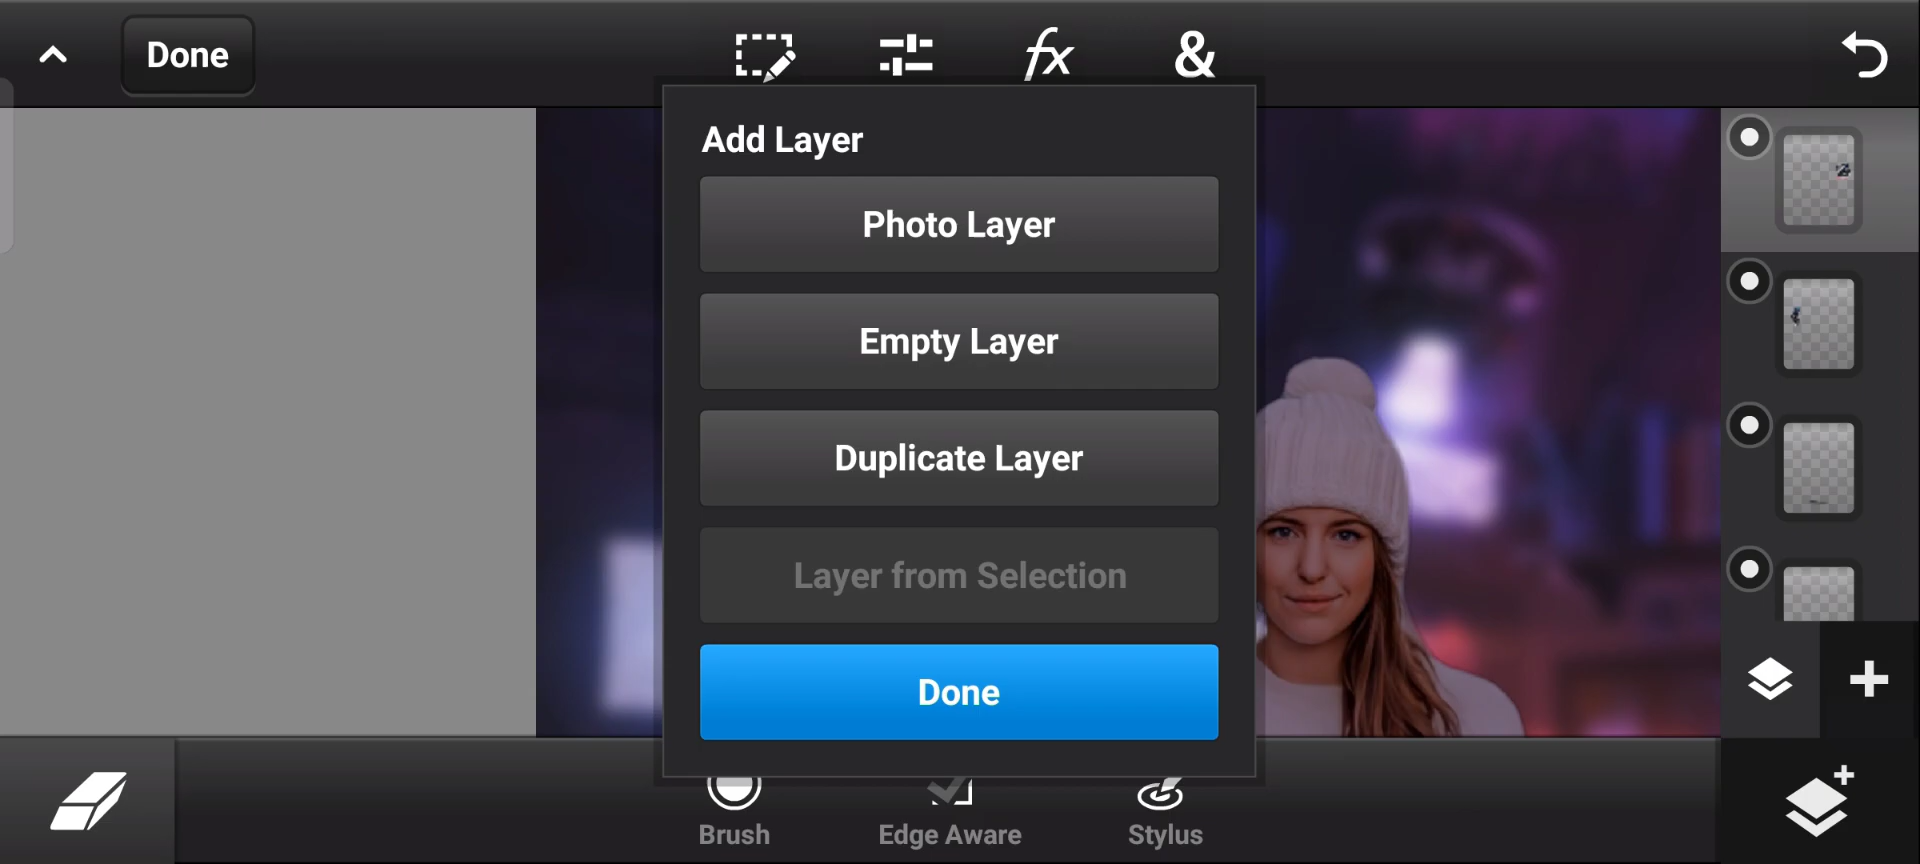 Done
fx
&
Add Layer
Photo Layer
Empty Layer
Duplicate Layer
Layer from Selection
Done
Brush
Edge Aware
Stylus